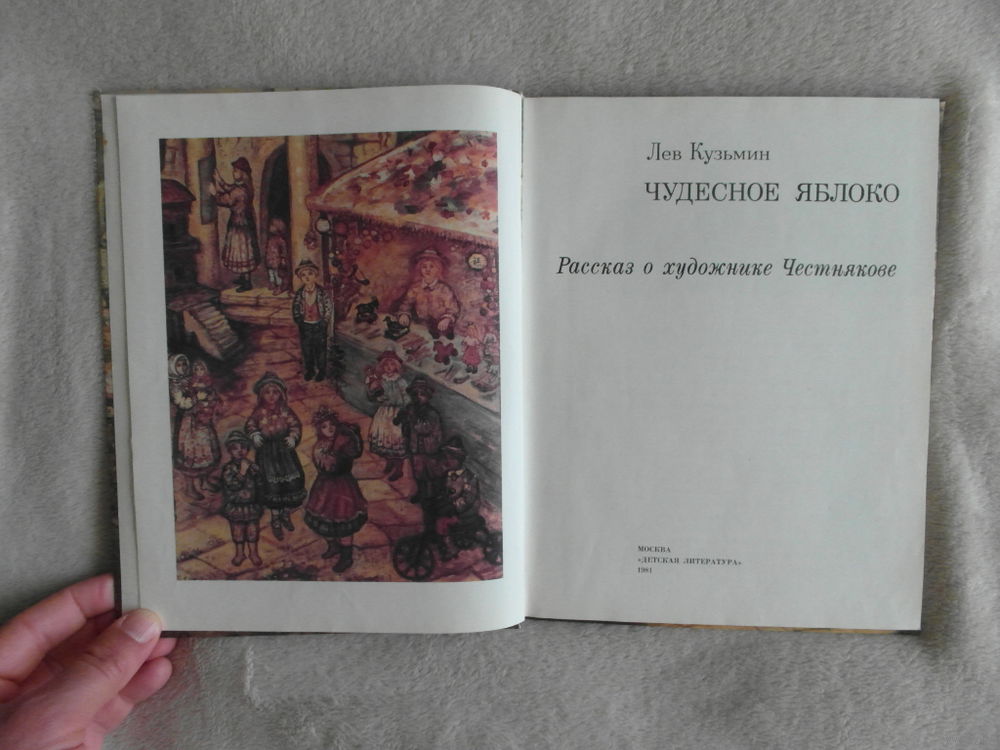 Лев Кузьмин
ЧУДЕСНОЕ ЯБЛОКО
Рассказ о художнике Честнякове
МОСКВА
«ДЕТСКАЯ ЛИТЕРАТУРА»
1981